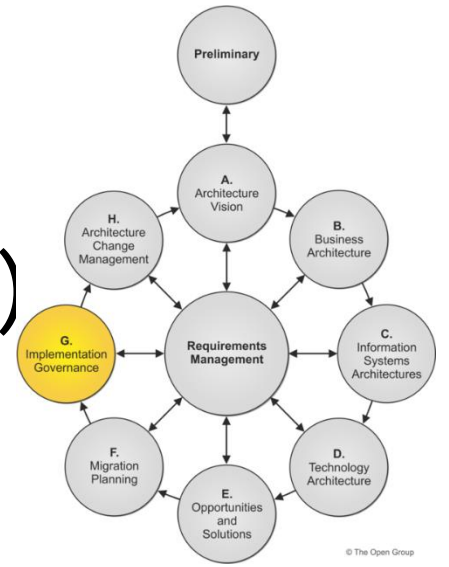 Preliminary
A.
Architecture
Vision
H.
Architecture
Change
Management
B.
Business
Architecture
G.
Implementation
Governance
Requirements
Management
C.
Information
Systems
Architectures
F.
Migration
Planning
D.
Technology
Architecture
E.
Opportunities
and
Solutions
© The Open Group